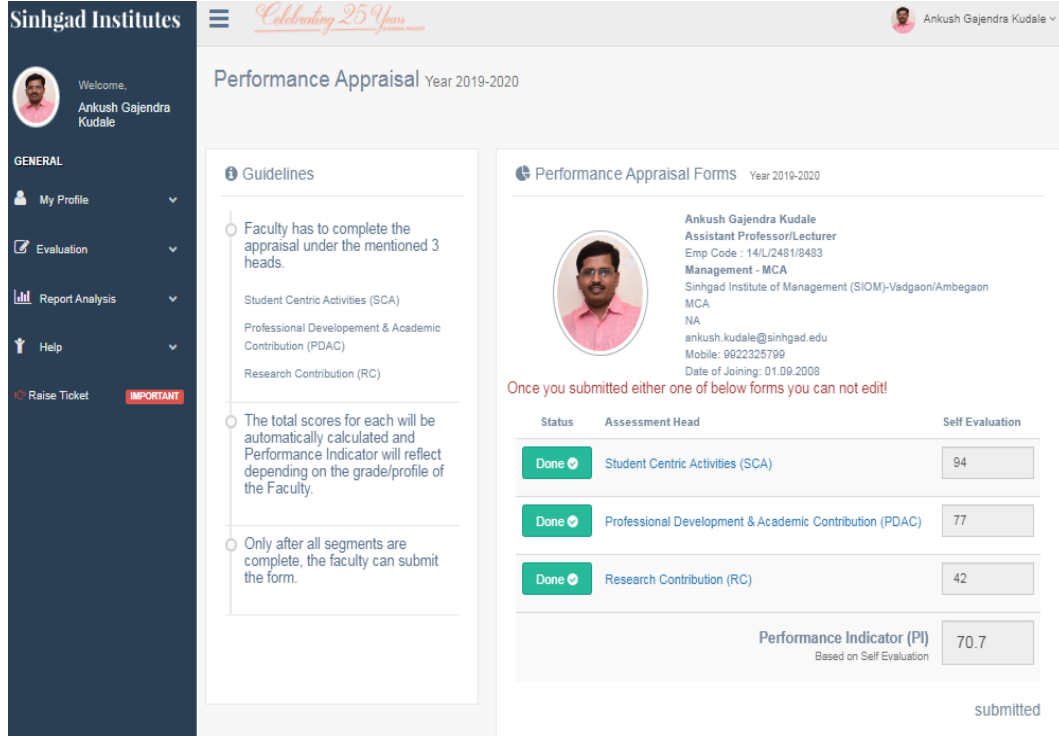 Sinhgad Institutes
Celebrating 25 Years
Ankush Gajendra Kudale
Welcome,
Ankush Gajendra
Kudale
GENERAL
My Profile
Evaluation
Report Analysis
Help
Raise Ticket
IMPORTANT
Performance Appraisal Year 2019-2020
Guidelines
Faculty has to complete the
appraisal under the mentioned 3
heads.
Student Centric Activities (SCA)
Professional Developement & Academic
Contribution (PDAC)
Research Contribution (RC)
The total scores for each will be
automatically calculated and
Performance Indicator will reflect
depending on the grade/profile of
the Faculty.
Only after all segments are
complete, the faculty can submit
the form.
Performance Appraisal Forms Year 2019-2020
Ankush Gajendra Kudale
Assistant Professor/Lecturer
Emp Code : 14/L/2481/8483
Management - MCA
Sinhgad Institute of Management (SIOM)-Vadgaon/Ambegaon
MCA
NA
ankush.kudale@sinhgad.edu
Mobile: 9922325799
Date of Joining: 01.09.2008
Once you submitted either one of below forms you can not edit!
Status Assessment Head Self Evaluation
Done Student Centric Activities (SCA) 94
Done Professional Development & Academic Contribution (PDAC) 77
Done Research Contribution (RC) 42
Performance Indicator (PI) 70.7
Based on Self Evaluation
submitted